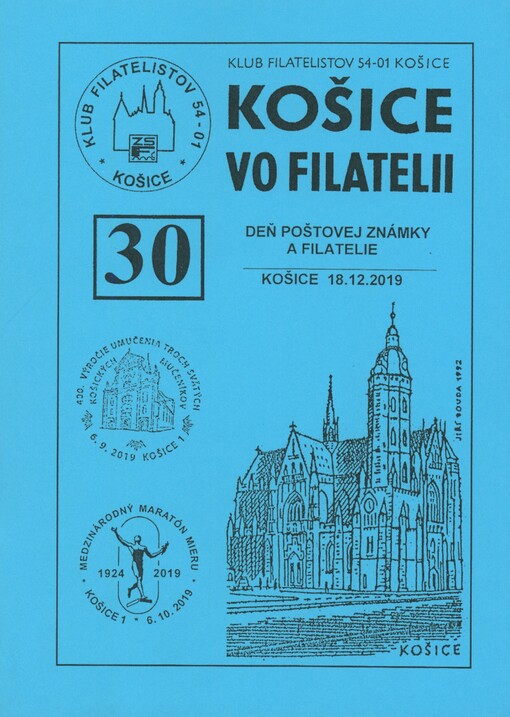 KLUB FILATELISTOV 54-01
* KOŠICE *
ZSF
KLUB FILATELISTOV 54-01 KOŠICE
KOŠICE
VO FILATELII
30
DEŇ POŠTOVEJ ZNÁMKY
A FILATELIE
KOŠICE 18.12.2019
400. VÝROČIE UMUČENIA TROCH SVÄTÝCH
KOŠICKÝCH MUČENÍKOV
6. 9. 2019 KOŠICE 1
JIŘÍ BOUDA 1992
• MEDZINÁRODNÝ MARATÓN MIERU •
1924 2019
KOŠICE 1 • 6.10.2019
KOŠICE